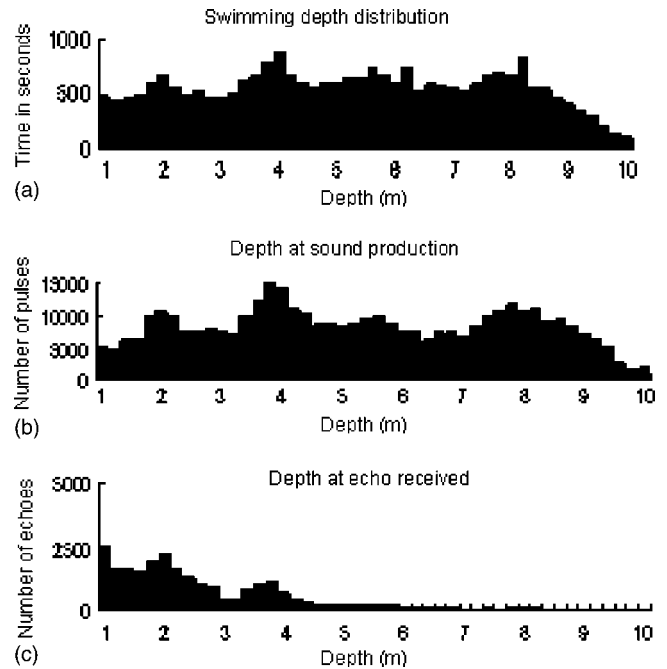 Swimming depth distribution
1000
500
0
Time in seconds
1 2 3 4 5 6 7 8 9 10
Depth (m)
(a)
Depth at sound production
15000
10000
5000
0
Number of pulses
1 2 3 4 5 6 7 8 9 10
Depth (m)
(b)
Depth at echo received
5000
2500
0
Number of echoes
1 2 3 4 5 6 7 8 9 10
Depth (m)
(c)